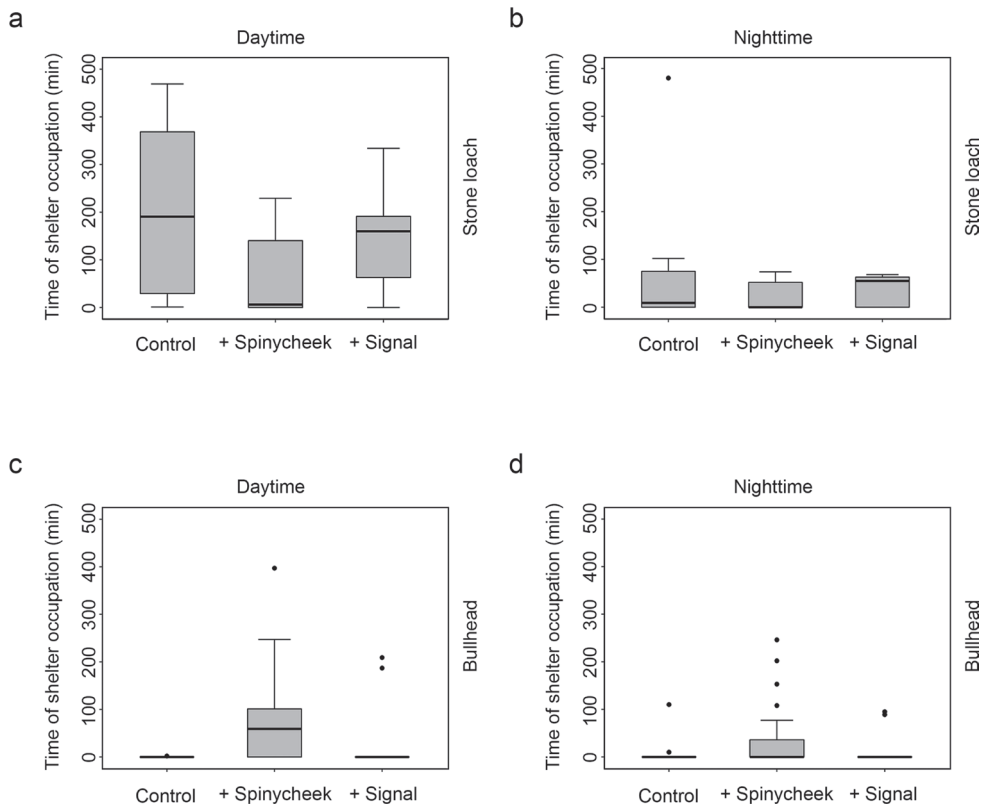 a
Daytime
Time of shelter occupation (min)
500
400
300
200
100
0
Control
+ Spinycheek
+ Signal
Stone loach
b
Nighttime
Time of shelter occupation (min)
500
400
300
200
100
0
Control
+ Spinycheek
+ Signal
Stone loach
c
Daytime
Time of shelter occupation (min)
500
400
300
200
100
0
Control
+ Spinycheek
+ Signal
Bullhead
d
Nighttime
Time of shelter occupation (min)
500
400
300
200
100
0
Control
+ Spinycheek
+ Signal
Bullhead